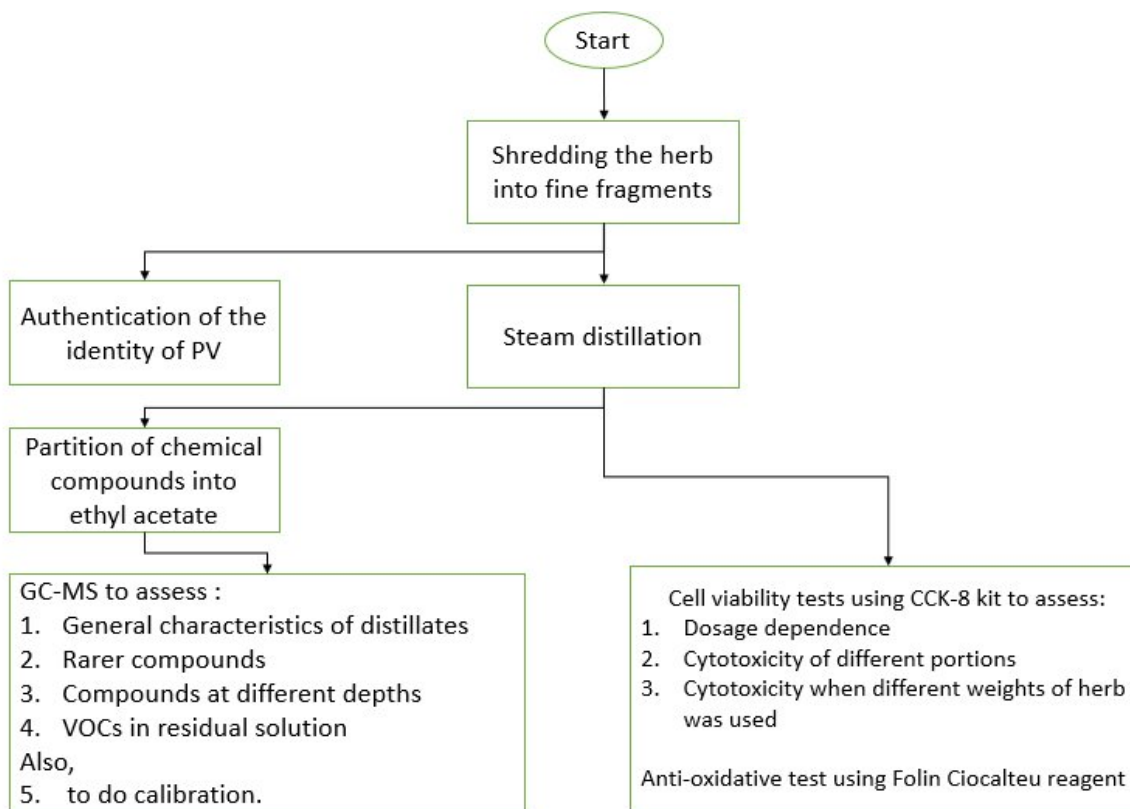 Start
Shredding the herb
into fine fragments
Authentication of the
identity of PV
Steam distillation
Partition of chemical
compounds into
ethyl acetate
GC-MS to assess :
1. General characteristics of distillates
2. Rarer compounds
3. Compounds at different depths
4. VOCs in residual solution
Also,
5. to do calibration.
Cell viability tests using CCK-8 kit to assess:
1. Dosage dependence
2. Cytotoxicity of different portions
3. Cytotoxicity when different weights of herb
was used
Anti-oxidative test using Folin Ciocalteu reagent